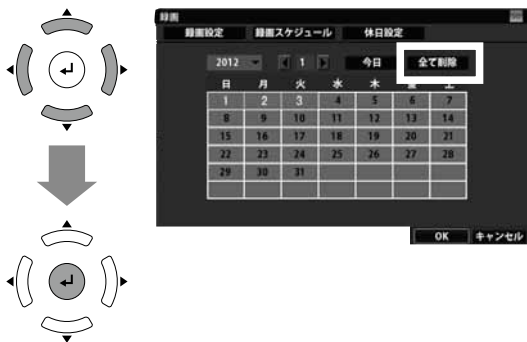 録画
録画設定 録画スケジュール 休日設定
2012 1 今日 全て削除
日 月 火 水 木 金 土
1 2 3 4 5 6 7
8 9 10 11 12 13 14
15 16 17 18 19 20 21
22 23 24 25 26 27 28
29 30 31
OK キャンセル